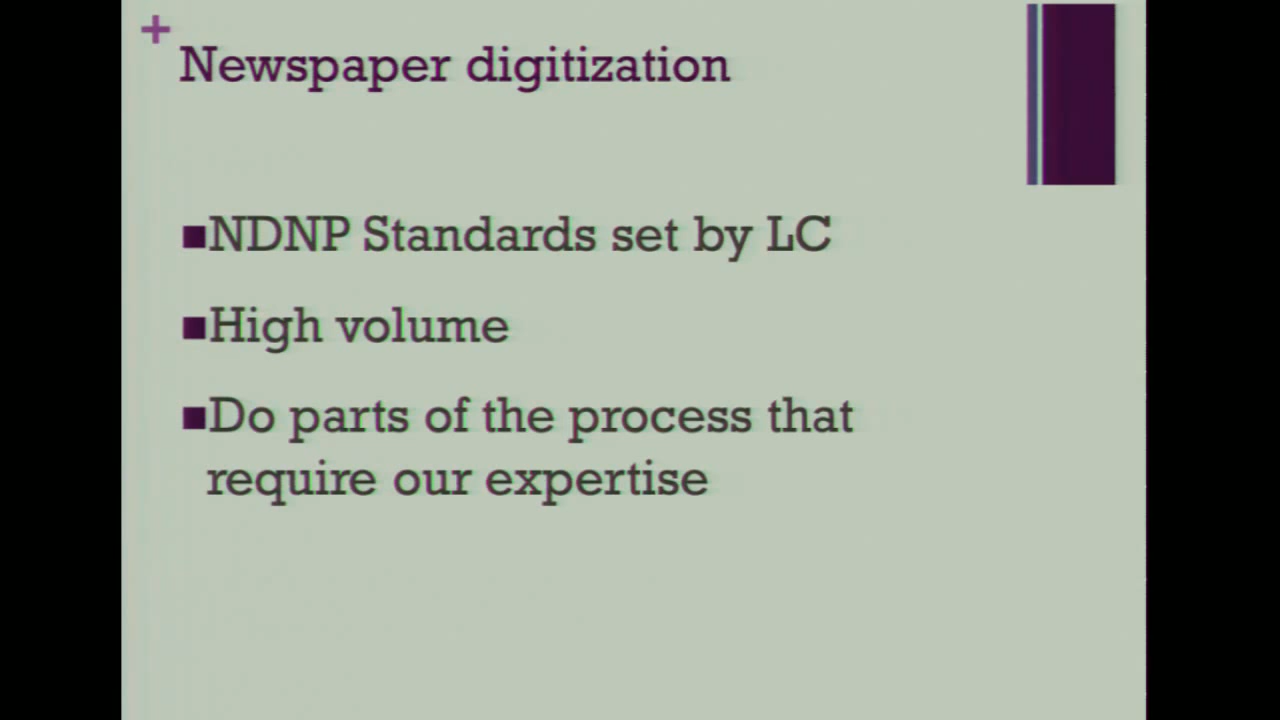 +
Newspaper digitization
■NDNP Standards set by LC
■High volume
■Do parts of the process that
require our expertise